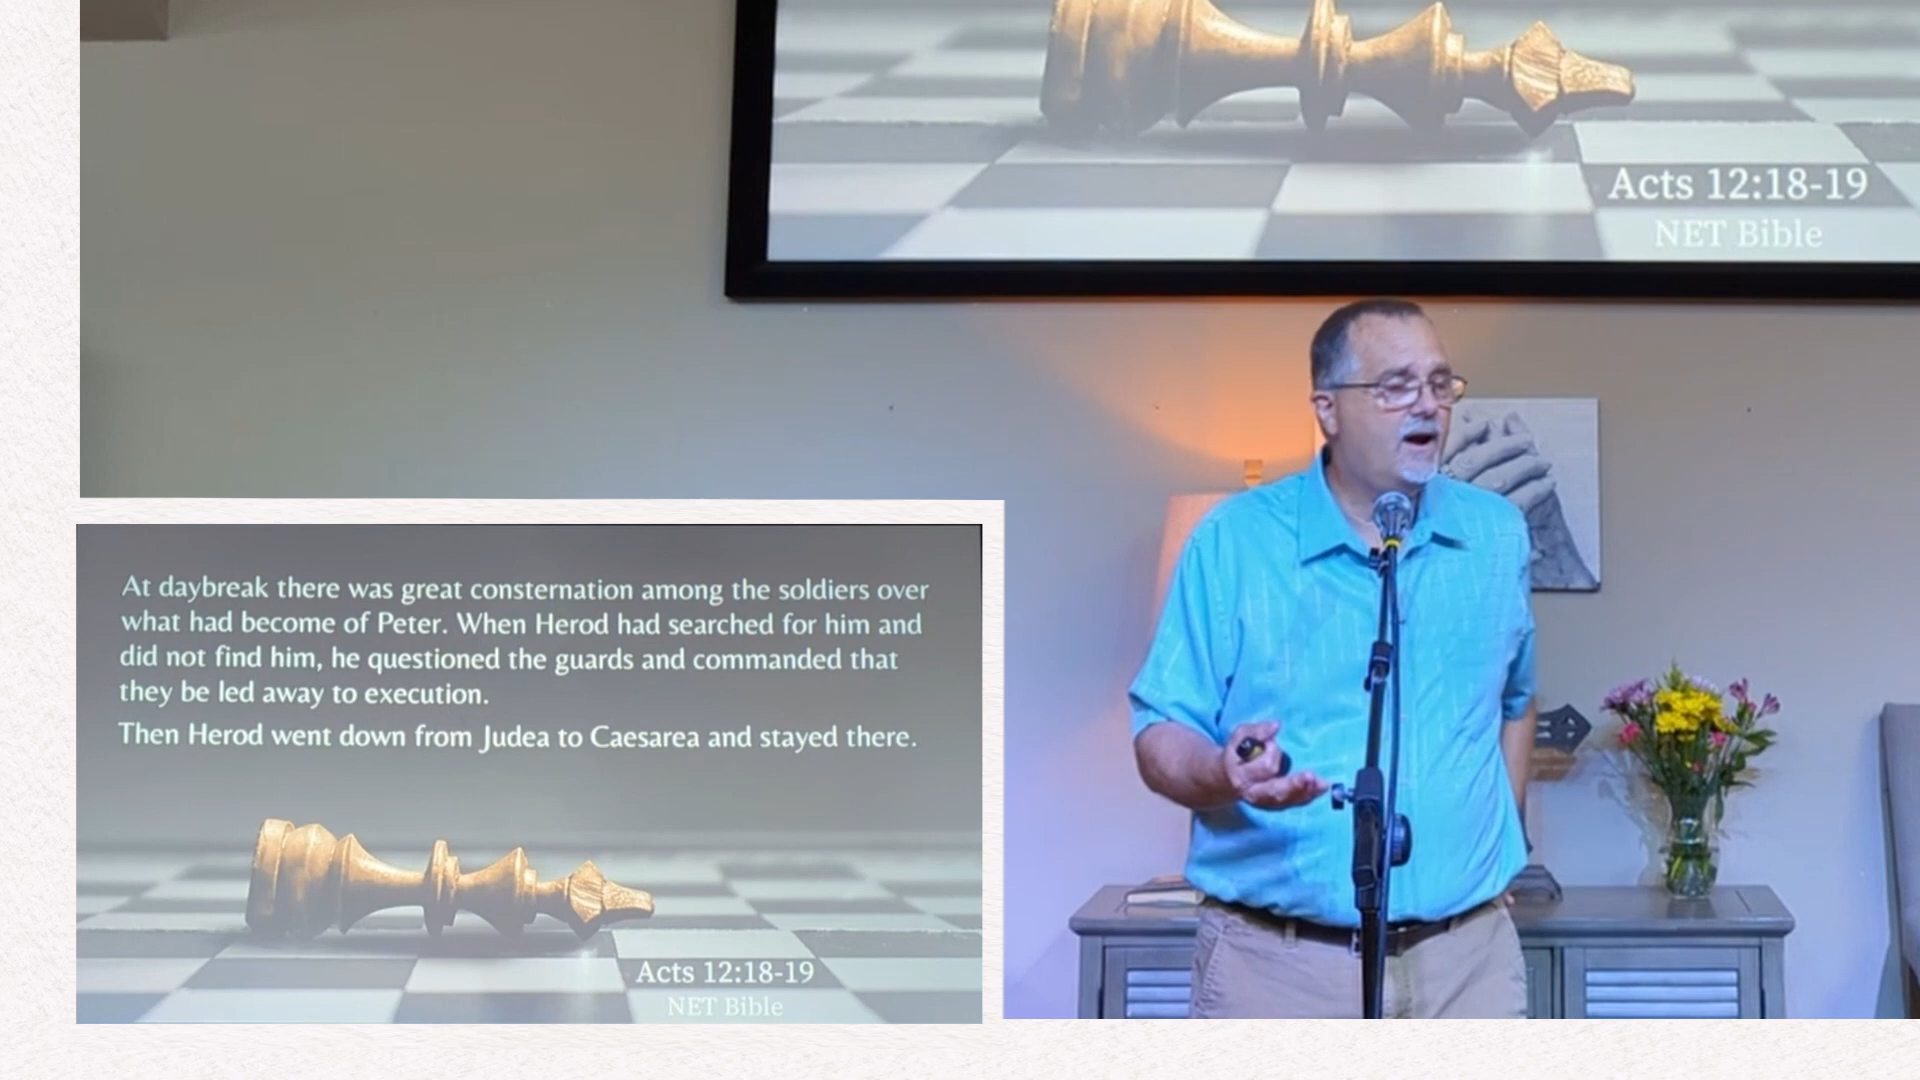 Acts 12:18-19
NET Bible
At daybreak there was great consternation among the soldiers over
what had become of Peter. When Herod had searched for him and
did not find him, he questioned the guards and commanded that
they be led away to execution.
Then Herod went down from Judea to Caesarea and stayed there.
Acts 12:18-19
NET Bible